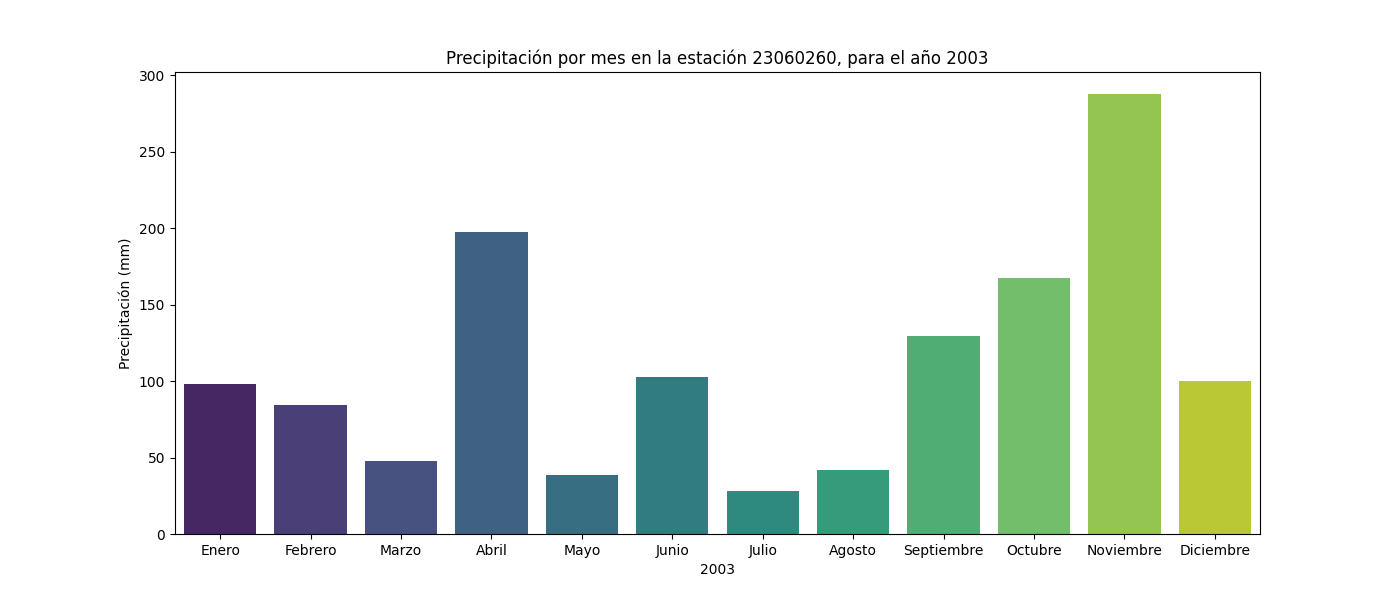 Precipitación por mes en la estación 23060260, para el año 2003
300
250
200
150
100
50
0
Precipitación (mm)
Enero Febrero Marzo Abril Mayo Junio Julio Agosto Septiembre Octubre Noviembre Diciembre
2003